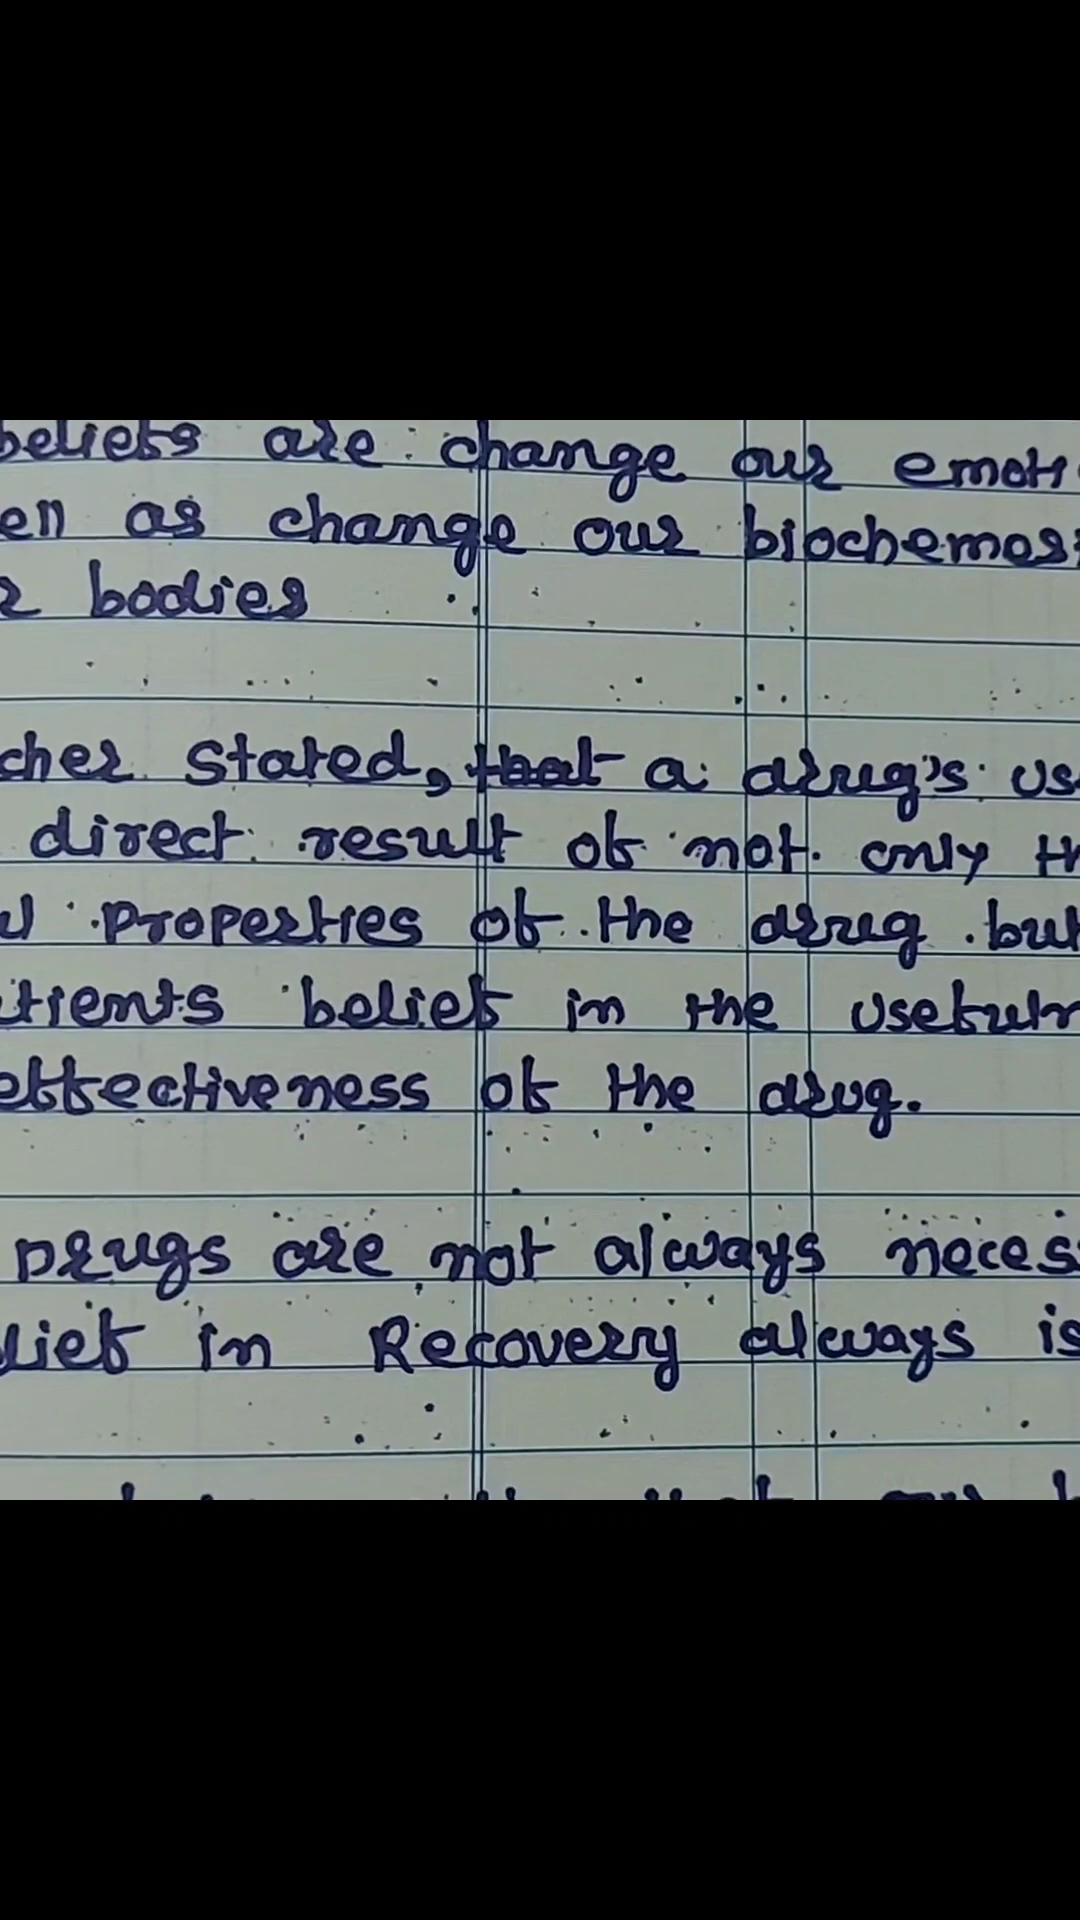 beliefs are change our emoti
ell as change our biochemos
r bodies
cher stated, that a drug's us
direct result of not only th
l properties of the drug but
tients belief in the usefuln
effectiveness of the drug.
Drugs are not always neces
lief in Recovery always is